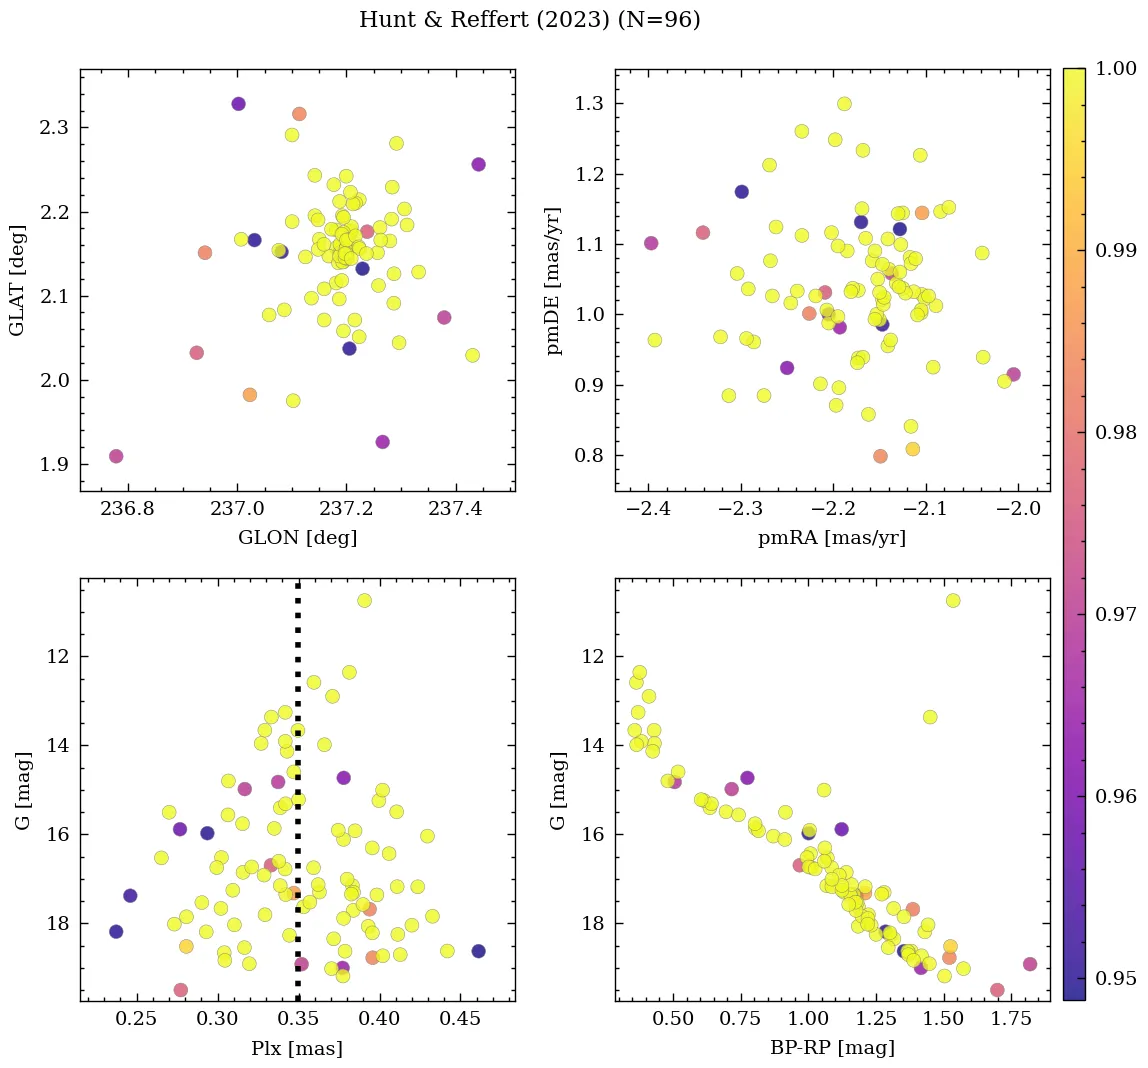 Hunt & Reffert (2023) (N=96)
2.3
2.2
2.1
2.0
1.9
GLAT [deg]
236.8 237.0 237.2 237.4
GLON [deg]
1.3
1.2
1.1
1.0
0.9
0.8
pmDE [mas/yr]
−2.4 −2.3 −2.2 −2.1 −2.0
pmRA [mas/yr]
12
14
16
18
G [mag]
0.25 0.30 0.35 0.40 0.45
Plx [mas]
12
14
16
18
G [mag]
0.50 0.75 1.00 1.25 1.50 1.75
BP-RP [mag]
1.00
0.99
0.98
0.97
0.96
0.95